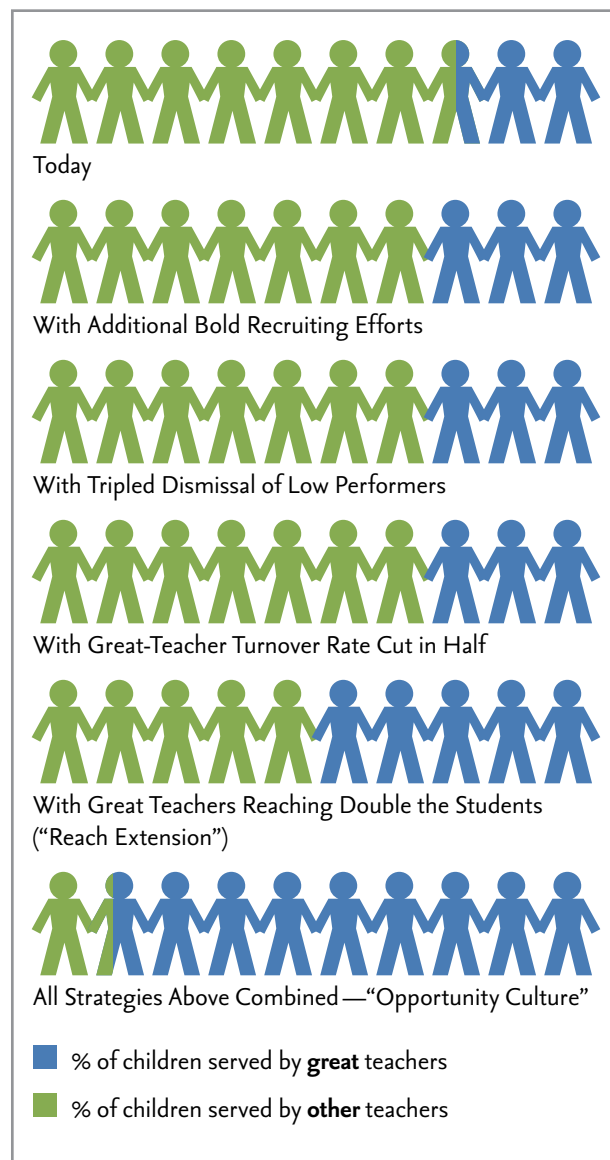 Today
With Additional Bold Recruiting Efforts
With Tripled Dismissal of Low Performers
With Great-Teacher Turnover Rate Cut in Half
With Great Teachers Reaching Double the Students
(“Reach Extension”)
All Strategies Above Combined—“Opportunity Culture”
% of children served by great teachers
% of children served by other teachers